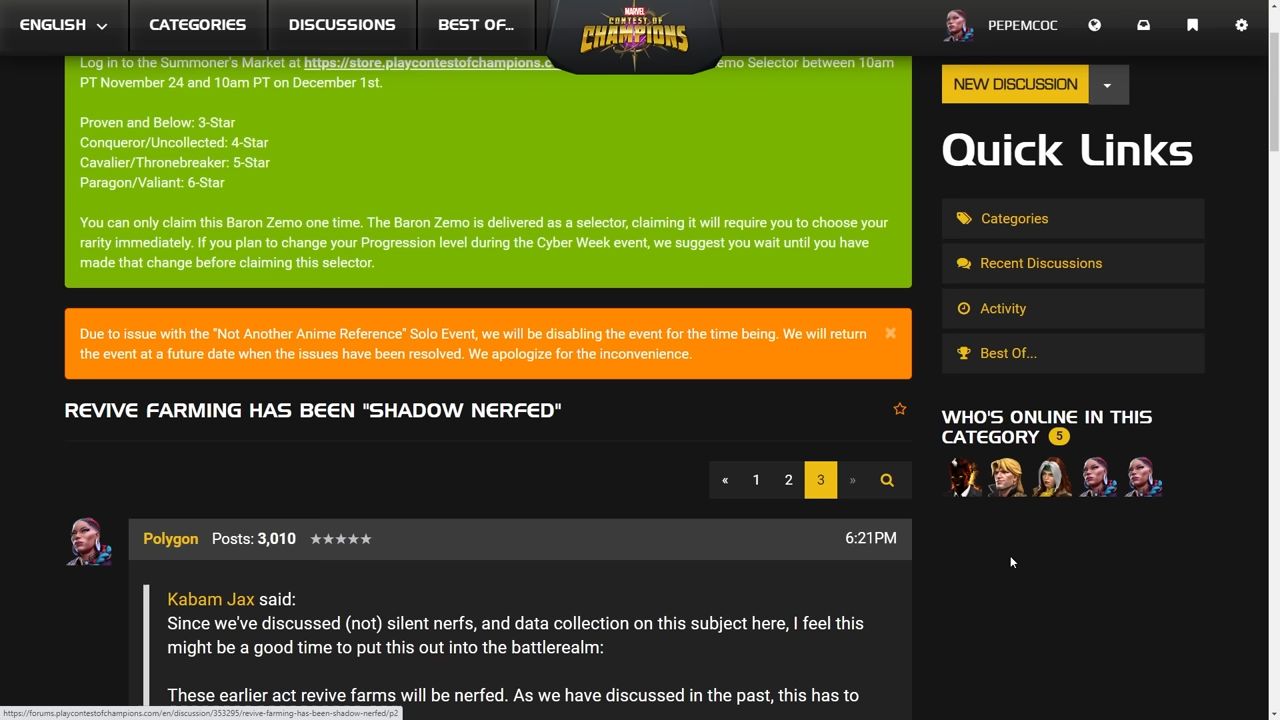 ENGLISH
CATEGORIES
DISCUSSIONS
BEST OF...
MARVEL
CONTEST OF
CHAMPIONS
PEPEMCOC
Log in to the Summoner's Market at https://store.playcontestofchampions.c emo Selector between 10am
PT November 24 and 10am PT on December 1st.
Proven and Below: 3-Star
Conqueror/Uncollected: 4-Star
Cavalier/Thronebreaker: 5-Star
Paragon/Valiant: 6-Star
You can only claim this Baron Zemo one time. The Baron Zemo is delivered as a selector, claiming it will require you to choose your
rarity immediately. If you plan to change your Progression level during the Cyber Week event, we suggest you wait until you have
made that change before claiming this selector.
Due to issue with the "Not Another Anime Reference" Solo Event, we will be disabling the event for the time being. We will return
the event at a future date when the issues have been resolved. We apologize for the inconvenience.
REVIVE FARMING HAS BEEN "SHADOW NERFED"
« 1 2 3 »
Polygon Posts: 3,010 ★★★★★ 6:21PM
Kabam Jax said:
Since we've discussed (not) silent nerfs, and data collection on this subject here, I feel this
might be a good time to put this out into the battlerealm:
These earlier act revive farms will be nerfed. As we have discussed in the past, this has to
NEW DISCUSSION
Quick Links
Categories
Recent Discussions
Activity
Best Of...
WHO'S ONLINE IN THIS
CATEGORY 5
https://forums.playcontestofchampions.com/en/discussion/353295/revive-farming-has-been-shadow-nerfed/p2